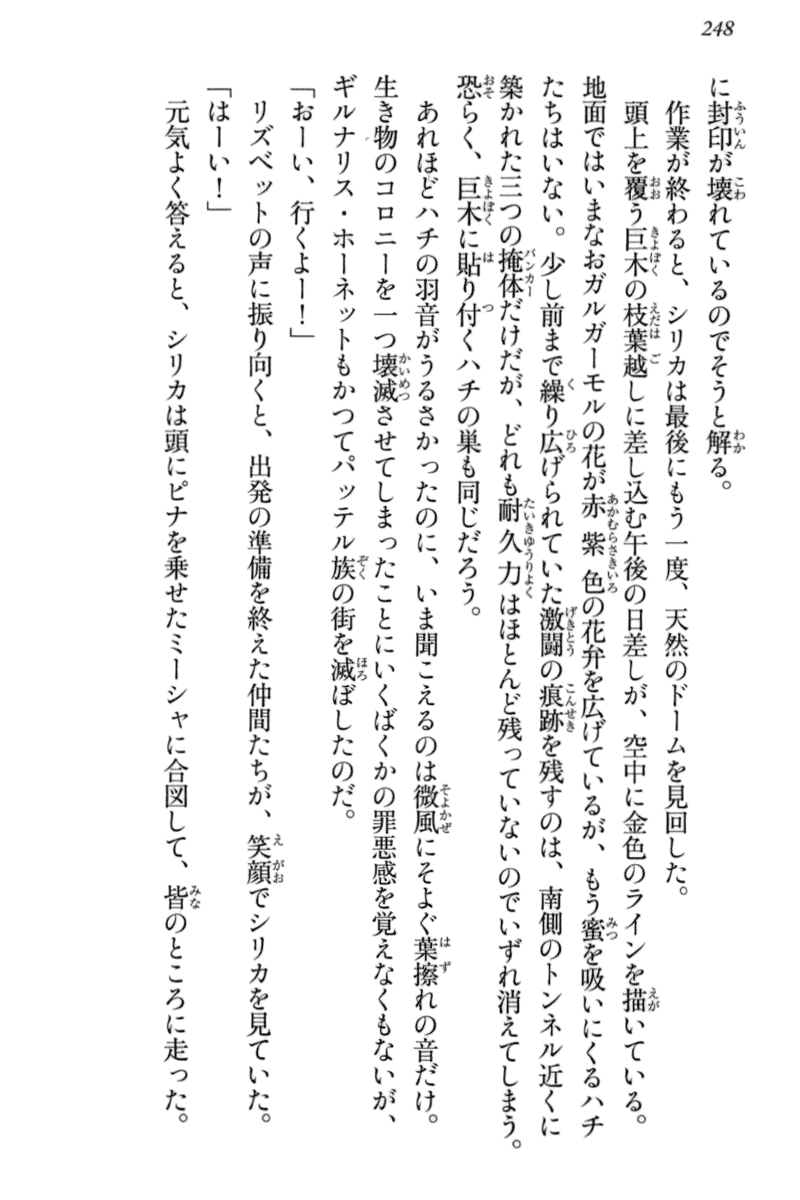 248
に封印が壊れているのでそうと解る。
作業が終わると、シリカは最後にもう一度、天然のドームを見回した。
頭上を覆う巨木の枝葉越しに差し込む午後の日差しが、空中に金色のラインを描いている。
地面ではいまなおガルガーモルの花が赤紫色の花弁を広げているが、もう蜜を吸いにくるハチ
たちはいない。少し前まで繰り広げられていた激闘の痕跡を残すのは、南側のトンネル近くに
築かれた三つの掩体だけだが、どれも耐久力はほとんど残っていないのでいずれ消えてしまう。
恐らく、巨木に貼り付くハチの巣も同じだろう。
あれほどハチの羽音がうるさかったのに、いま聞こえるのは微風にそよぐ葉擦れの音だけ。
生き物のコロニーを一つ壊滅させてしまったことにいくばくかの罪悪感を覚えなくもないが、
ギルナリス・ホーネットもかつてパッテル族の街を滅ぼしたのだ。
「おーい、行くよー！」
リズベットの声に振り向くと、出発の準備を終えた仲間たちが、笑顔でシリカを見ていた。
「はーい！」
元気よく答えると、シリカは頭にピナを乗せたミーシャに合図して、皆のところに走った。